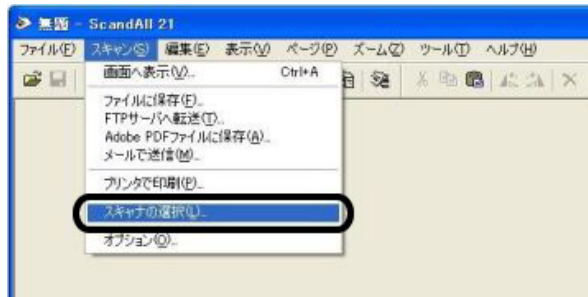 無題 - ScandAll 21
ファイル(F) スキャン(S) 編集(E) 表示(V) ページ(P) ズーム(Z) ツール(T) ヘルプ(H)
画面へ表示(V)... Ctrl+A
ファイルに保存(F)...
FTPサーバへ転送(T)...
Adobe PDFファイルに保存(A)...
メールで送信(M)...
プリンタで印刷(P)...
スキャナの選択(L)...
オプション(O)...